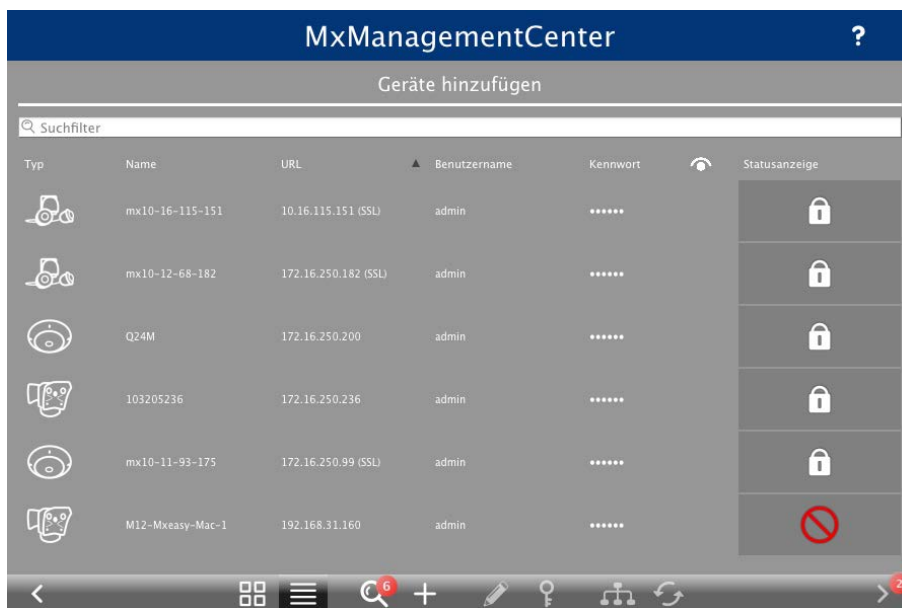 MxManagementCenter ?
Geräte hinzufügen
Suchfilter
Typ Name URL Benutzername Kennwort Statusanzeige
mx10-16-115-151 10.16.115.151 (SSL) admin ••••••
mx10-12-68-182 172.16.250.182 (SSL) admin ••••••
Q24M 172.16.250.200 admin ••••••
103205236 172.16.250.236 admin ••••••
mx10-11-93-175 172.16.250.99 (SSL) admin ••••••
M12-Mxeasy-Mac-1 192.168.31.160 admin ••••••
6 2